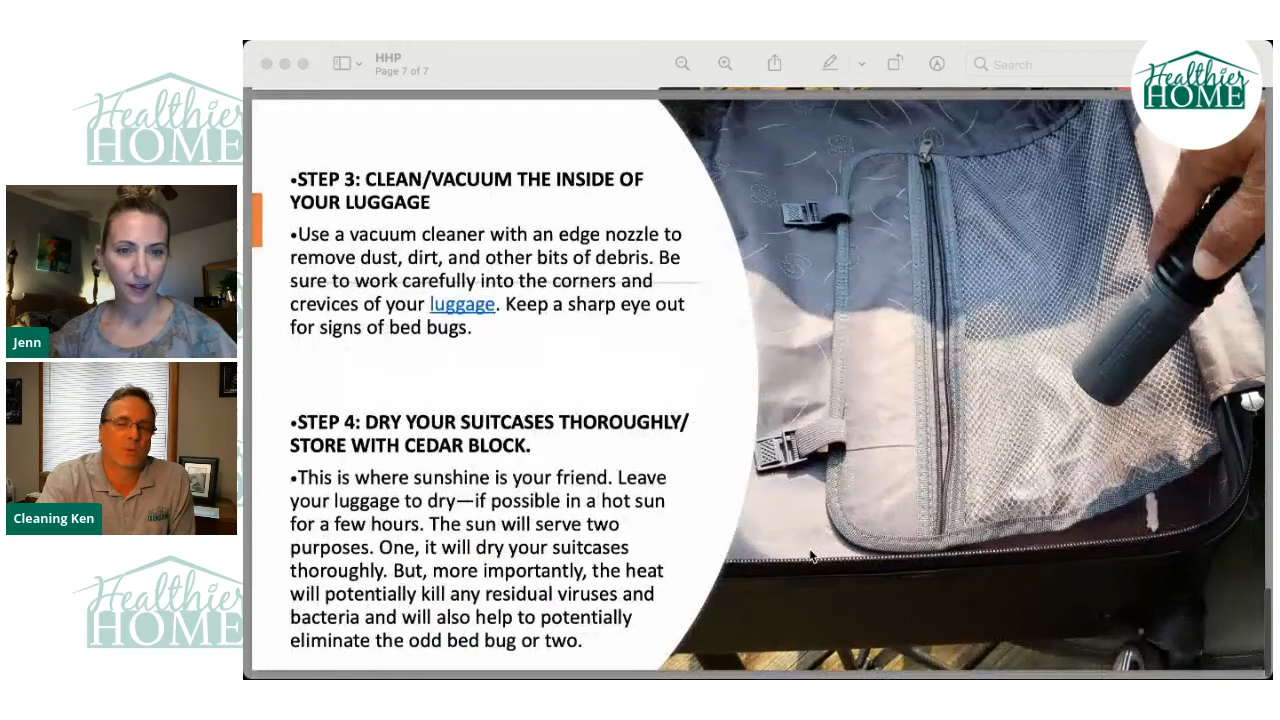 Healthier
HOME
HHP
Page 7 of 7
Search
Healthier
HOME
•STEP 3: CLEAN/VACUUM THE INSIDE OF
YOUR LUGGAGE
•Use a vacuum cleaner with an edge nozzle to
remove dust, dirt, and other bits of debris. Be
sure to work carefully into the corners and
crevices of your luggage. Keep a sharp eye out
for signs of bed bugs.
Jenn
•STEP 4: DRY YOUR SUITCASES THOROUGHLY/
STORE WITH CEDAR BLOCK.
•This is where sunshine is your friend. Leave
your luggage to dry—if possible in a hot sun
for a few hours. The sun will serve two
purposes. One, it will dry your suitcases
thoroughly. But, more importantly, the heat
will potentially kill any residual viruses and
bacteria and will also help to potentially
eliminate the odd bed bug or two.
Cleaning Ken
Healthier
HOME